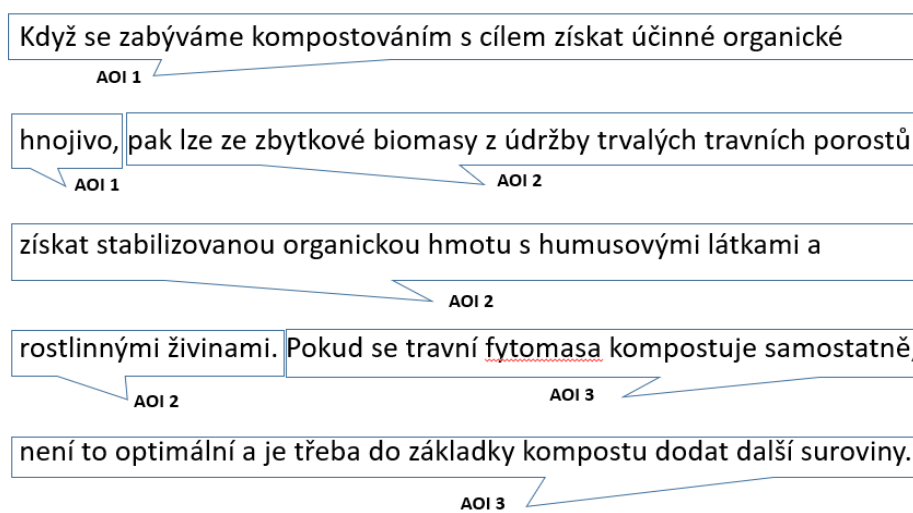 Když se zabýváme kompostováním s cílem získat účinné organické
AOI 1
hnojivo, pak lze ze zbytkové biomasy z údržby trvalých travních porostů
AOI 1 AOI 2
získat stabilizovanou organickou hmotu s humusovými látkami a
AOI 2
rostlinnými živinami. Pokud se travní fytomasa kompostuje samostatně,
AOI 2 AOI 3
není to optimální a je třeba do základky kompostu dodat další suroviny.
AOI 3